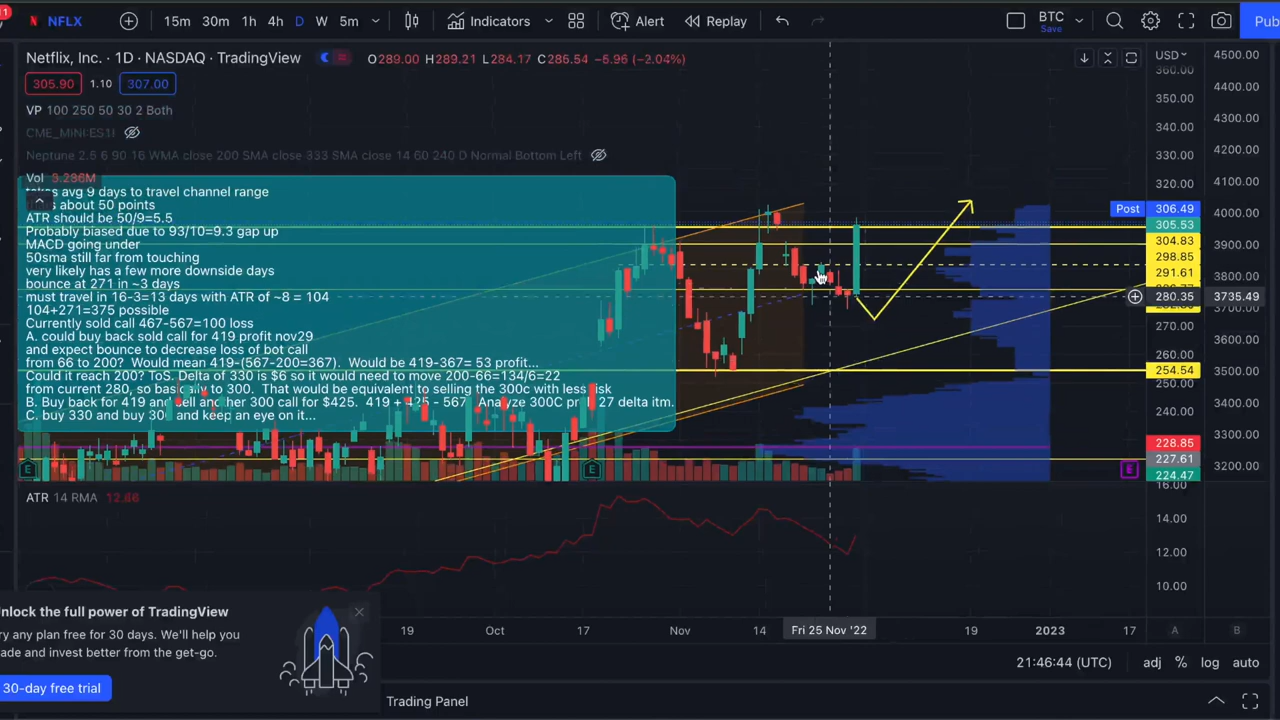 11
NFLX
15m 30m 1h 4h D W 5m Indicators Alert Replay BTC Save Pub
Netflix, Inc. · 1D · NASDAQ · TradingView O289.00 H289.21 L284.17 C285.54 −5.96 (−2.04%)
305.90 1.10 307.00
VP 100 250 50 30 2 Both
CME_MINI:ES1!
Neptune 2.5 6 90 16 WMA close 200 SMA close 333 SMA close 14 60 240 D Normal Bottom Left
Vol
takes avg 9 days to travel channel range
about 50 points
ATR should be 50/9=5.5
Probably biased due to 93/10=9.3 gap up
MACD going under
50sma still far from touching
very likely has a few more downside days
bounce at 271 in ~3 days
must travel in 16-3=13 days with ATR of ~8 = 104
104+271=375 possible
Currently sold call 467-567=100 loss
A. could buy back sold call for 419 profit nov29
and expect bounce to decrease loss of bot call
from 66 to 200? Would mean 419-(567-200=367). Would be 419-367= 53 profit...
Could it reach 200? ToS. Delta of 330 is $6 so it would need to move 200-66=134/6=22
from current 280, so basically to 300. That would be equivalent to selling the 300c with less risk
B. Buy back for 419 and sell another 300 call for $425. 419 + 425 - 567 Analyze 300C 27 delta itm.
C. buy 330 and buy 300 and keep an eye on it...
USD
360.00
350.00
340.00
330.00
320.00
Post 306.49
305.53
304.83
298.85
291.61
280.35
270.00
260.00
254.54
250.00
240.00
228.85
227.61
224.47
4500.00
4400.00
4300.00
4200.00
4100.00
4000.00
3900.00
3800.00
3735.49
3700.00
3600.00
3500.00
3400.00
3300.00
3200.00
E E E
ATR 14 RMA 12.66
16.00
14.00
12.00
10.00
19 Oct 17 Nov 14 Fri 25 Nov '22 19 2023 17 A B
Unlock the full power of TradingView
Try any plan free for 30 days. We'll help you
trade and invest better from the get-go.
30-day free trial
21:46:44 (UTC) adj % log auto
Trading Panel